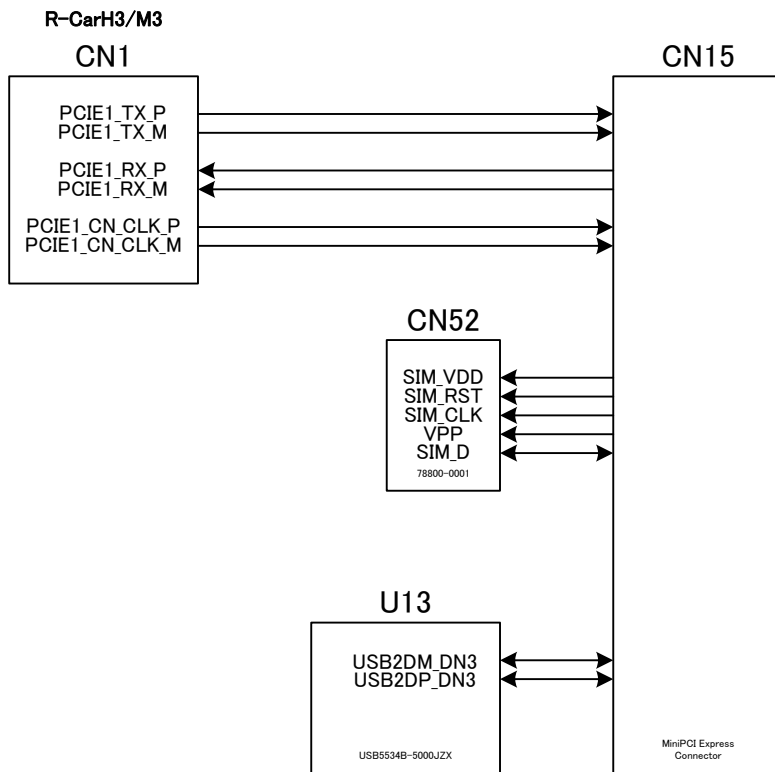 R-CarH3/M3
CN1
CN15
PCIE1_TX_P
PCIE1_TX_M
PCIE1_RX_P
PCIE1_RX_M
PCIE1_CN_CLK_P
PCIE1_CN_CLK_M
CN52
SIM_VDD
SIM_RST
SIM_CLK
VPP
SIM_D
78800-0001
U13
USB2DM_DN3
USB2DP_DN3
USB5534B-5000JZX
MiniPCI Express
Connector